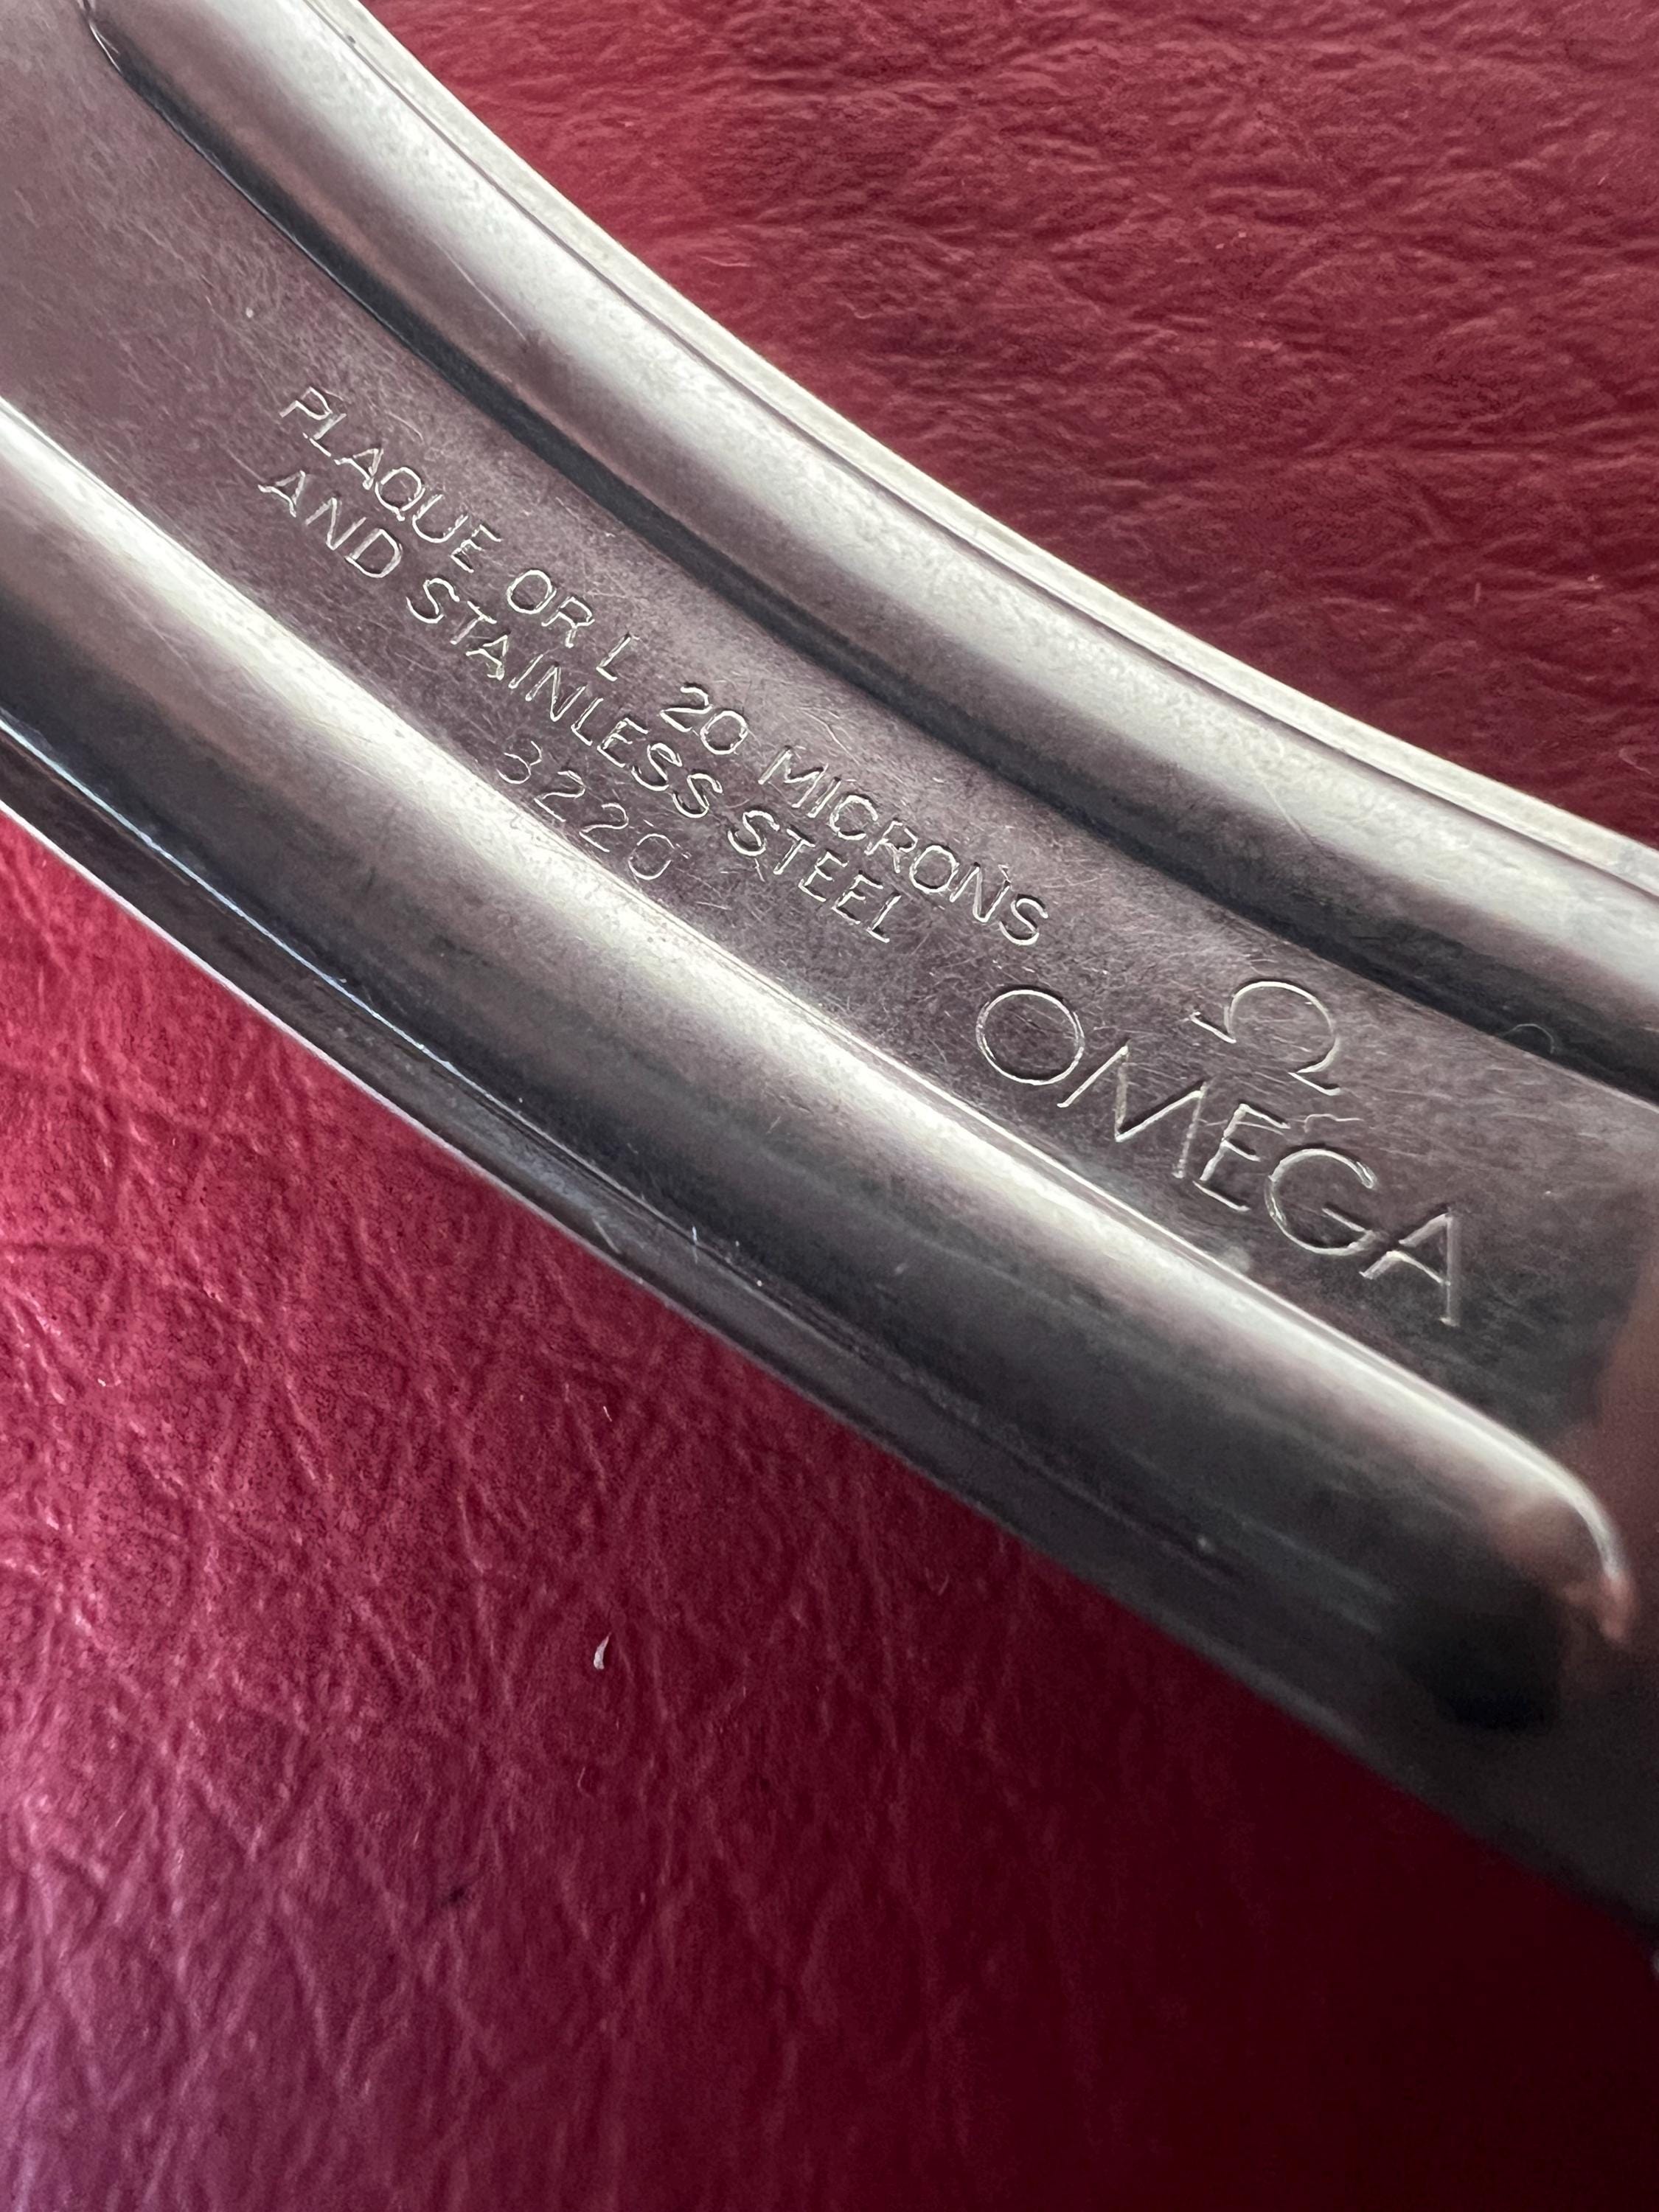 PLAQUE OR L 20 MICRONS
AND STAINLESS STEEL
3220
Ω
OMEGA